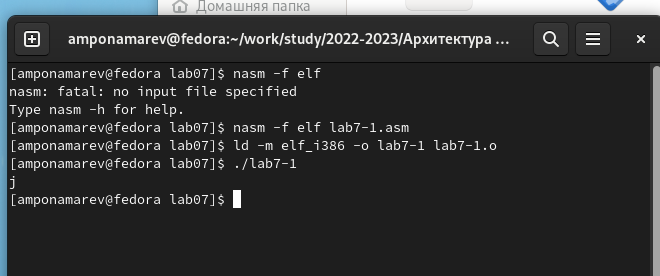 Домашняя папка
amponamarev@fedora:~/work/study/2022-2023/Архитектура ...
[amponamarev@fedora lab07]$ nasm -f elf
nasm: fatal: no input file specified
Type nasm -h for help.
[amponamarev@fedora lab07]$ nasm -f elf lab7-1.asm
[amponamarev@fedora lab07]$ ld -m elf_i386 -o lab7-1 lab7-1.o
[amponamarev@fedora lab07]$ ./lab7-1
j
[amponamarev@fedora lab07]$